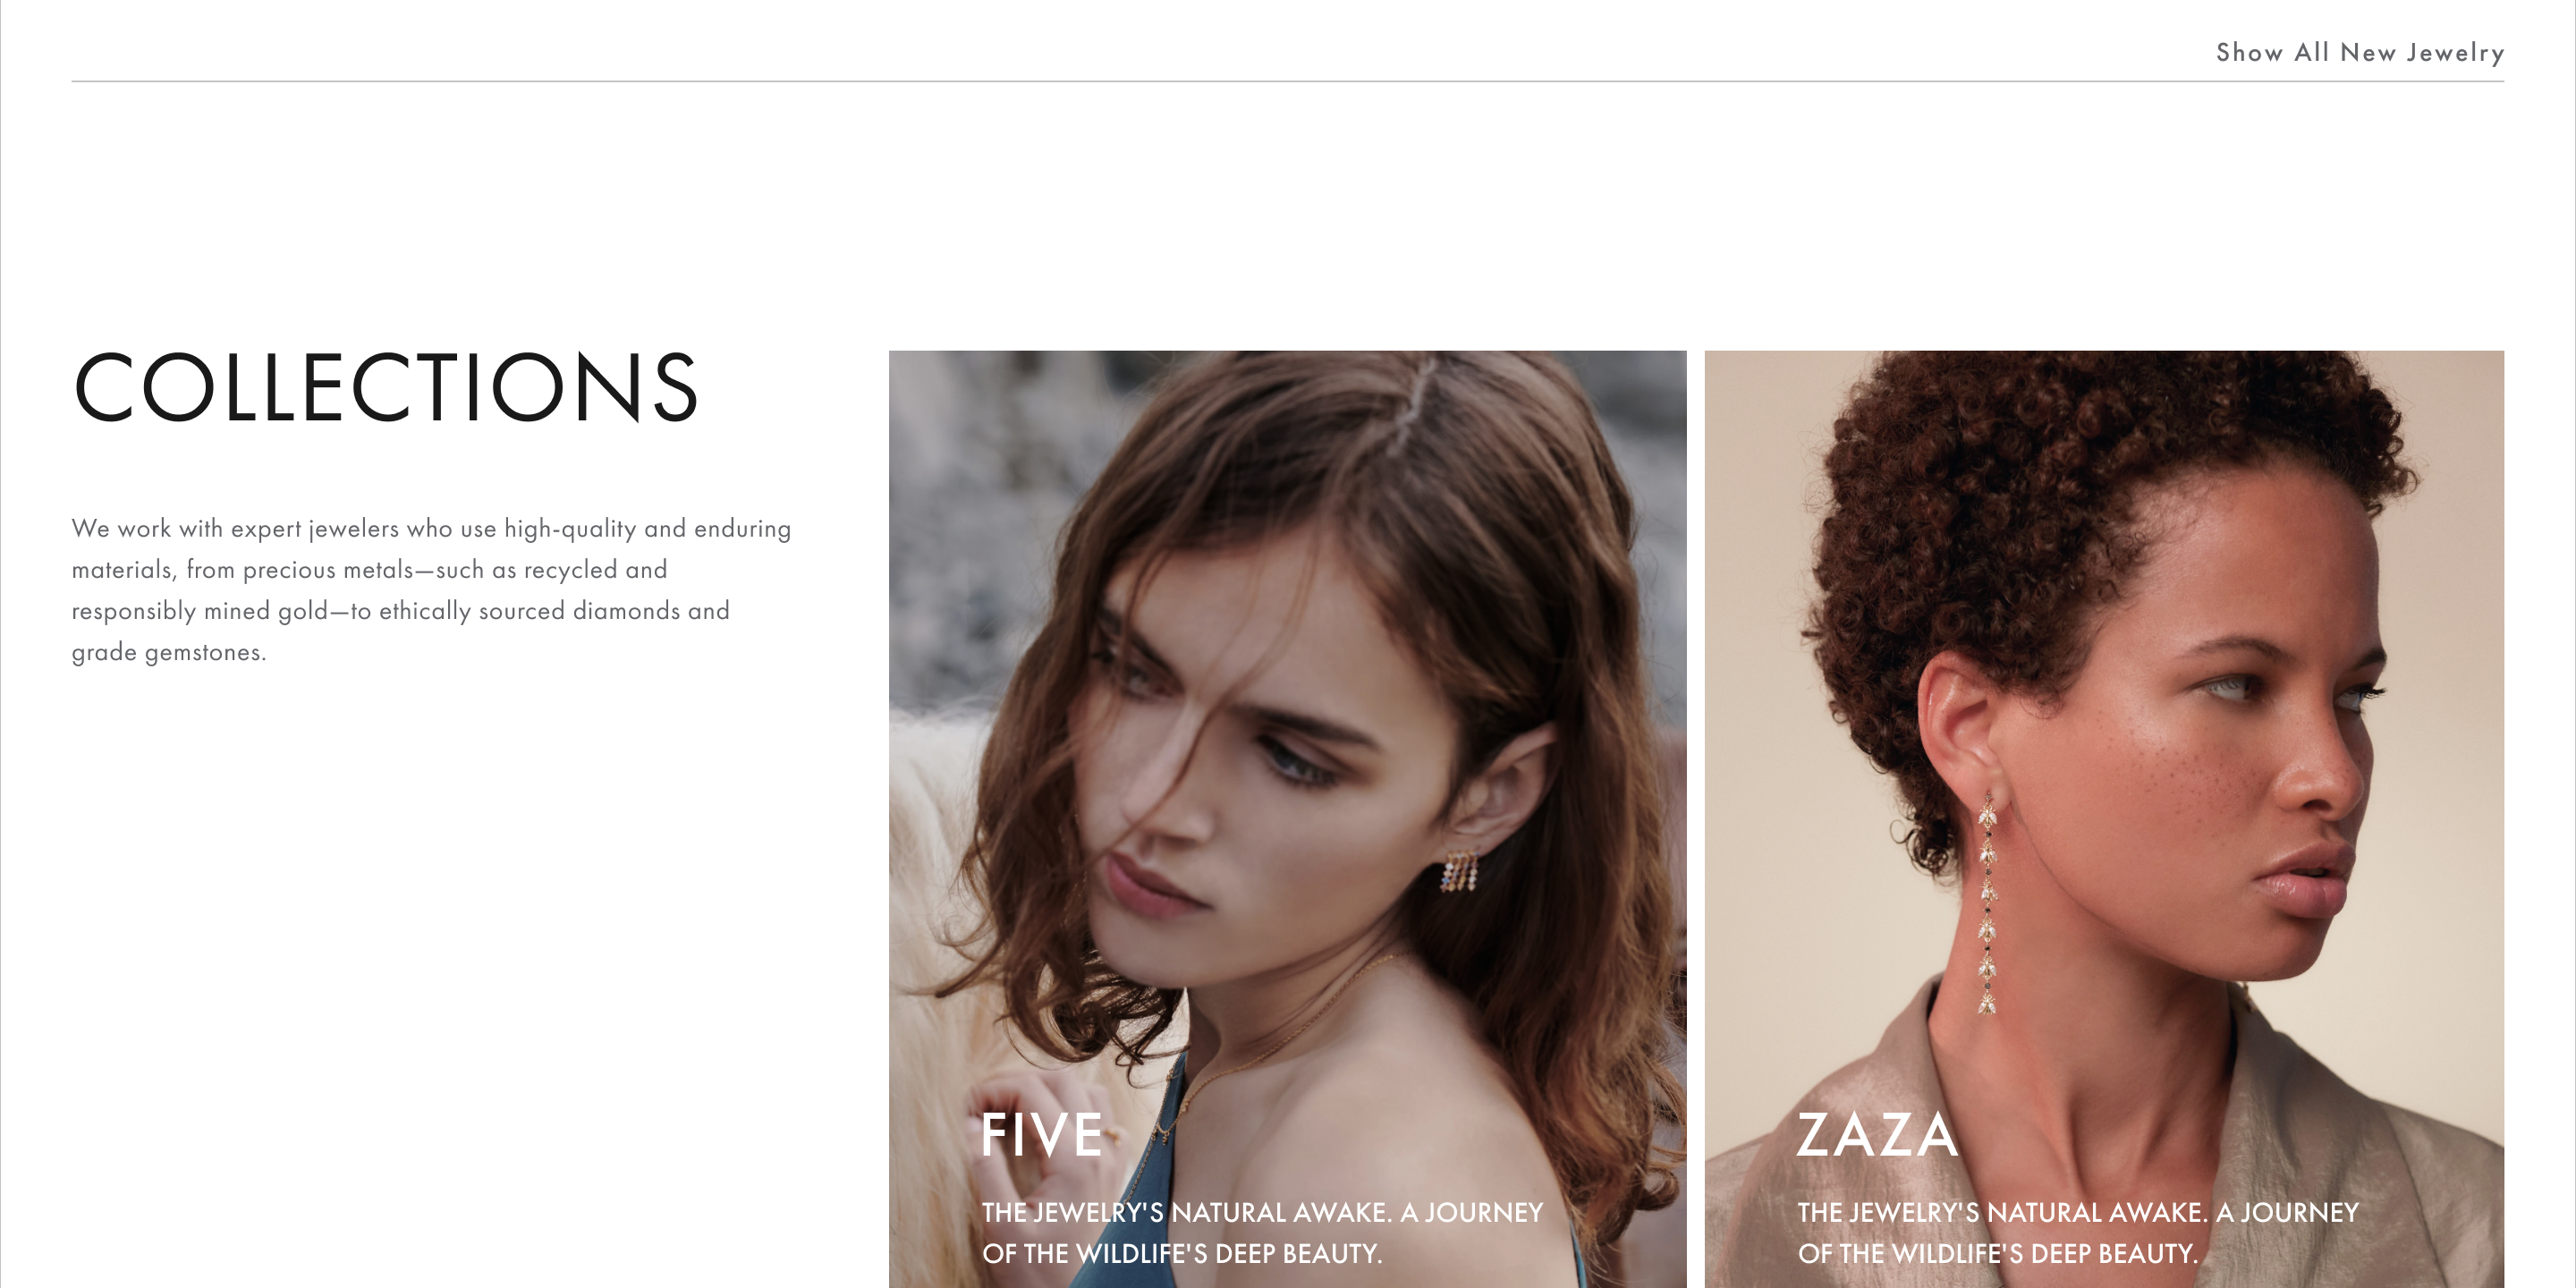 Show All New Jewelry
COLLECTIONS
We work with expert jewelers who use high-quality and enduring
materials, from precious metals—such as recycled and
responsibly mined gold—to ethically sourced diamonds and
grade gemstones.
FIVE
THE JEWELRY'S NATURAL AWAKE. A JOURNEY
OF THE WILDLIFE'S DEEP BEAUTY.
ZAZA
THE JEWELRY'S NATURAL AWAKE. A JOURNEY
OF THE WILDLIFE'S DEEP BEAUTY.